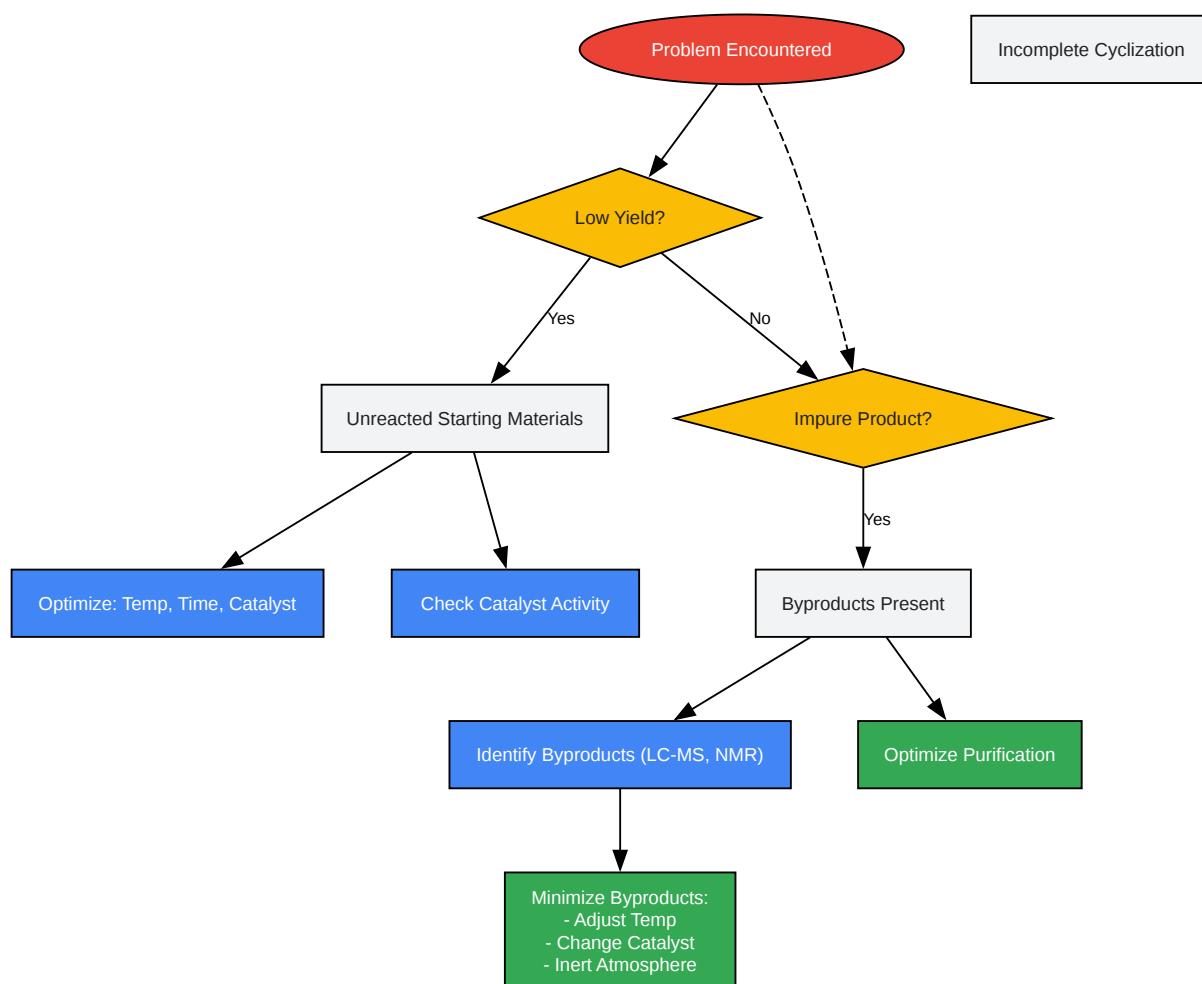 Problem Encountered
Incomplete Cyclization
Low Yield?
Yes
No
Unreacted Starting Materials
Impure Product?
Yes
Optimize: Temp, Time, Catalyst
Check Catalyst Activity
Byproducts Present
Identify Byproducts (LC-MS, NMR)
Optimize Purification
Minimize Byproducts:
- Adjust Temp
- Change Catalyst
- Inert Atmosphere